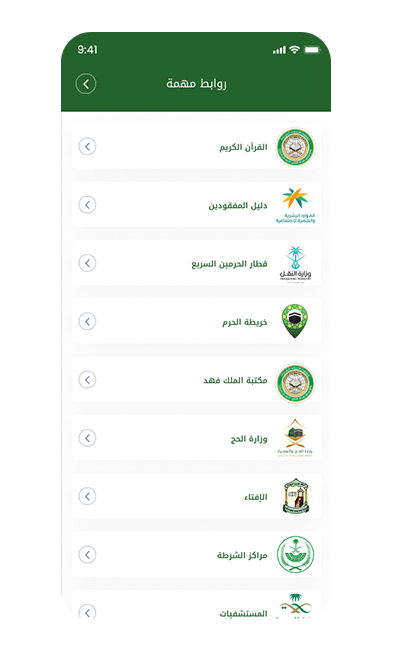 9:41
روابط مهمة
القرأن الكريم
دليل المفقودين
الموارد البشرية
والتنمية الاجتماعية
قطار الحرمين السريع
وزارة النقل
خريطة الحرم
مكتبة الملك فهد
وزارة الحج
وزارة الحج والعمرة
الإفتاء
مراكز الشرطة
المستشفيات